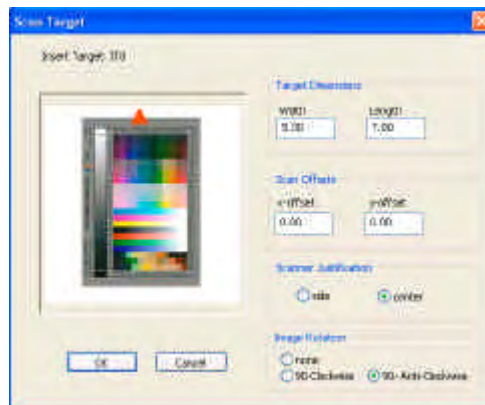 Scan Target
Insert Target: IT8
Target Dimensions
Width
Length
5.00
7.00
Scan Offsets
x-offset
y-offset
0.00
0.00
Scanner Justification
side
center
Image Rotation
none
90-Clockwise
90- Anti-Clockwise
OK
Cancel